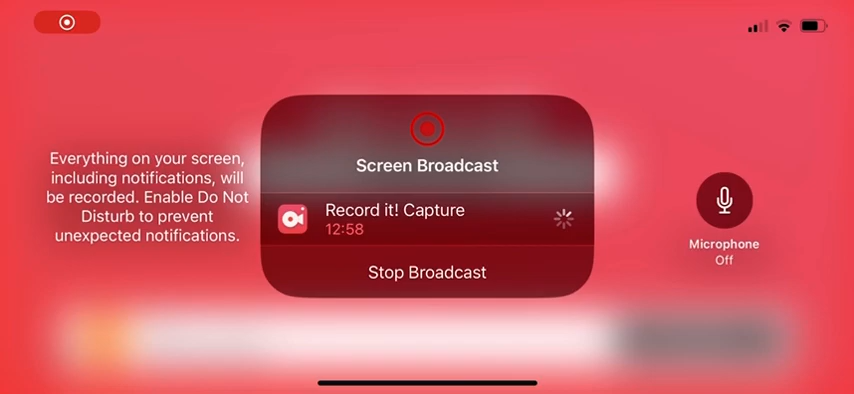 Everything on your screen,
including notifications, will
be recorded. Enable Do Not
Disturb to prevent
unexpected notifications.
Screen Broadcast
Record it! Capture
12:58
Stop Broadcast
Microphone
Off